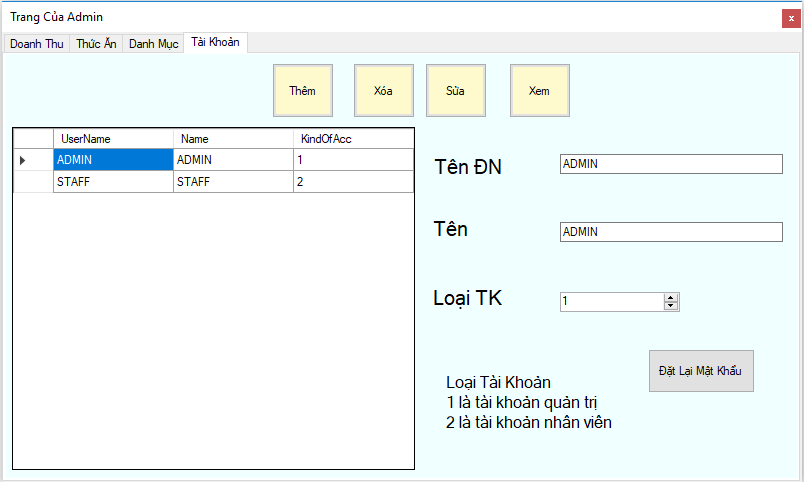 Trang Của Admin
x
Doanh Thu Thức Ăn Danh Mục Tài Khoản
Thêm Xóa Sửa Xem
UserName Name KindOfAcc
ADMIN ADMIN 1
STAFF STAFF 2
Tên ĐN ADMIN
Tên ADMIN
Loại TK 1
Đặt Lại Mật Khẩu
Loại Tài Khoản
1 là tài khoản quản trị
2 là tài khoản nhân viên